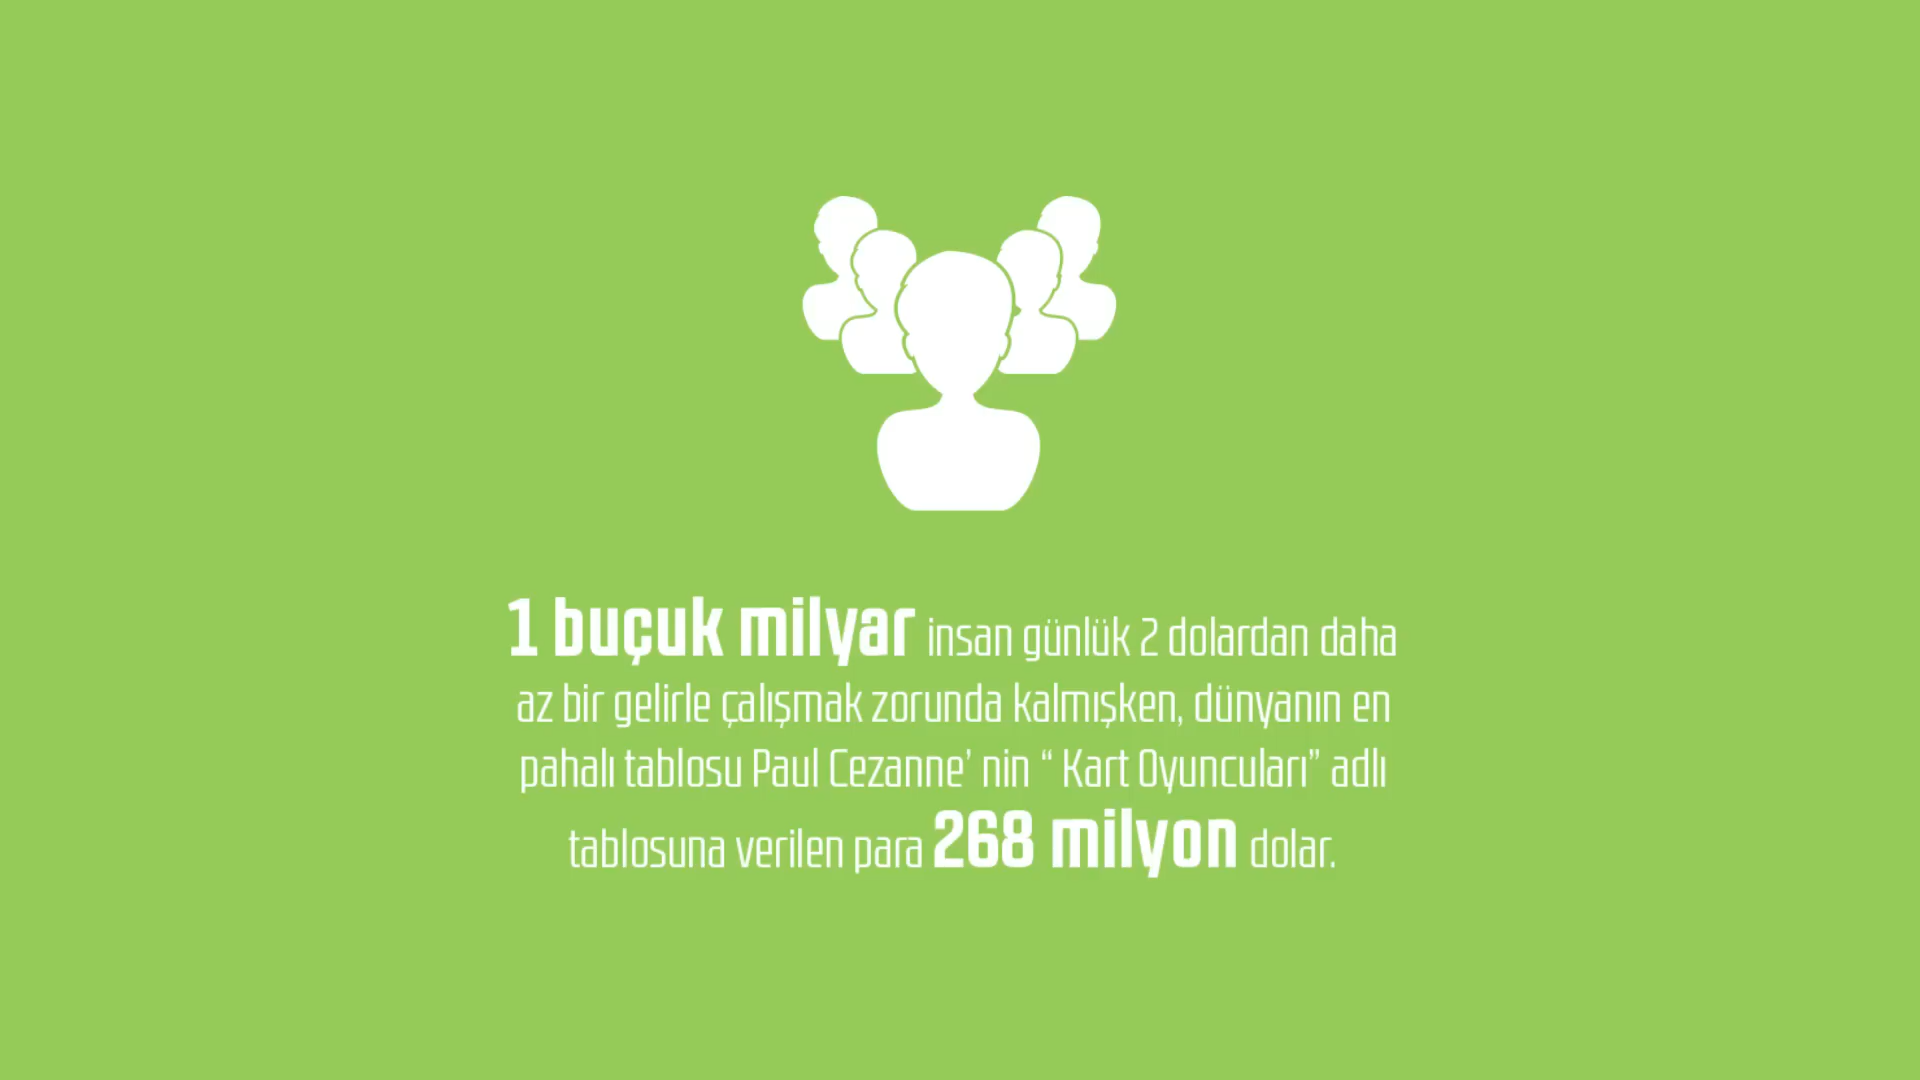 1 buçuk milyar insan günlük 2 dolardan daha
az bir gelirle çalışmak zorunda kalmışken, dünyanın en
pahalı tablosu Paul Cezanne’ nin “ Kart Oyuncuları” adlı
tablosuna verilen para 268 milyon dolar.